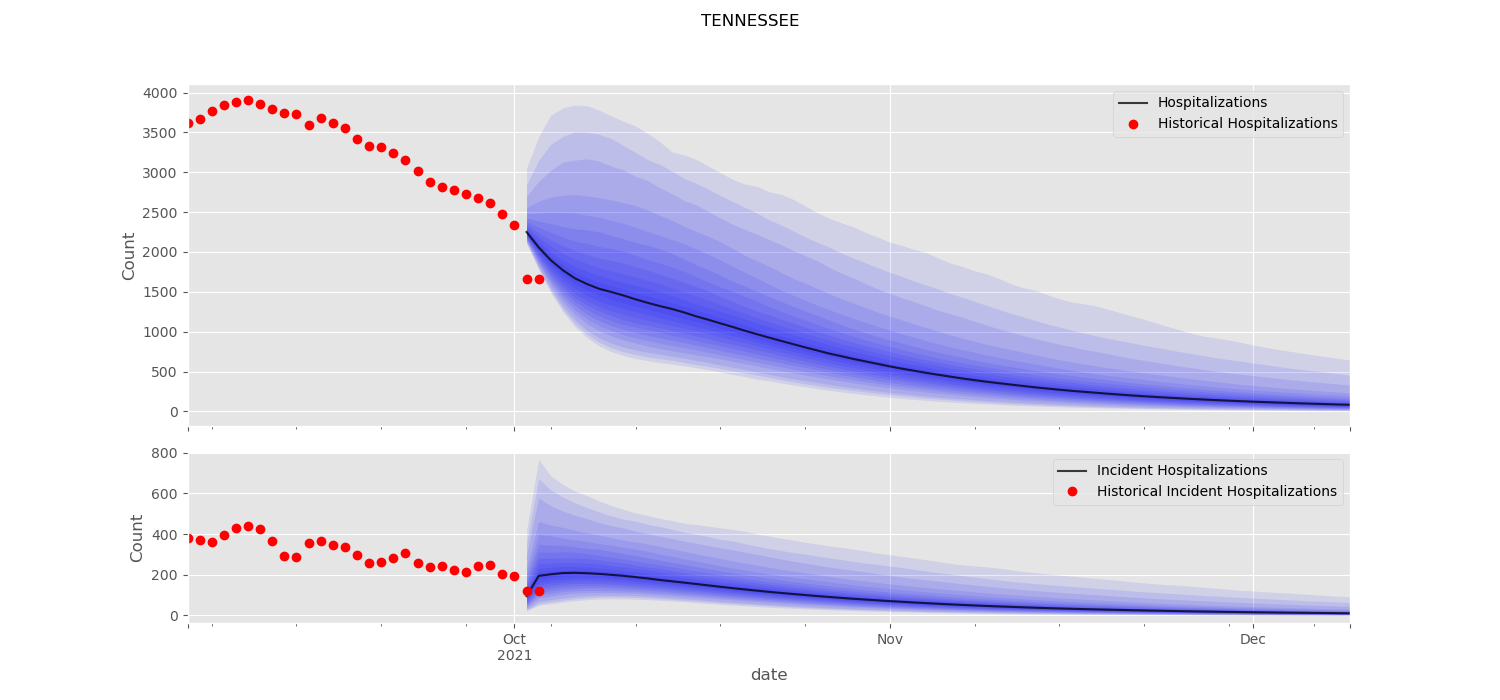 TENNESSEE
4000
3500
3000
2500
2000
1500
1000
500
0
Count
Hospitalizations
Historical Hospitalizations
800
600
400
200
0
Count
Incident Hospitalizations
Historical Incident Hospitalizations
Oct
2021
Nov
Dec
date